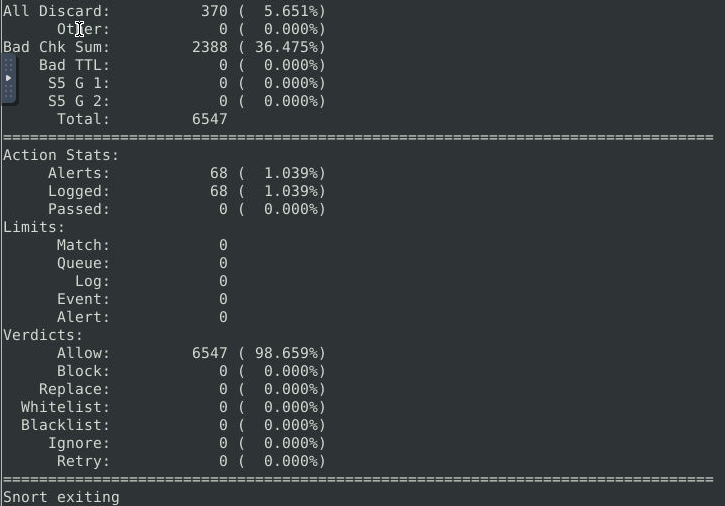 All Discard:          370 (  5.651%)
      Other:            0 (  0.000%)
Bad Chk Sum:         2388 ( 36.475%)
    Bad TTL:            0 (  0.000%)
     S5 G 1:            0 (  0.000%)
     S5 G 2:            0 (  0.000%)
      Total:         6547
===============================================================================
Action Stats:
     Alerts:           68 (  1.039%)
     Logged:           68 (  1.039%)
     Passed:            0 (  0.000%)
Limits:
      Match:            0
      Queue:            0
        Log:            0
      Event:            0
      Alert:            0
Verdicts:
      Allow:         6547 ( 98.659%)
      Block:            0 (  0.000%)
    Replace:            0 (  0.000%)
  Whitelist:            0 (  0.000%)
  Blacklist:            0 (  0.000%)
     Ignore:            0 (  0.000%)
      Retry:            0 (  0.000%)
===============================================================================
Snort exiting